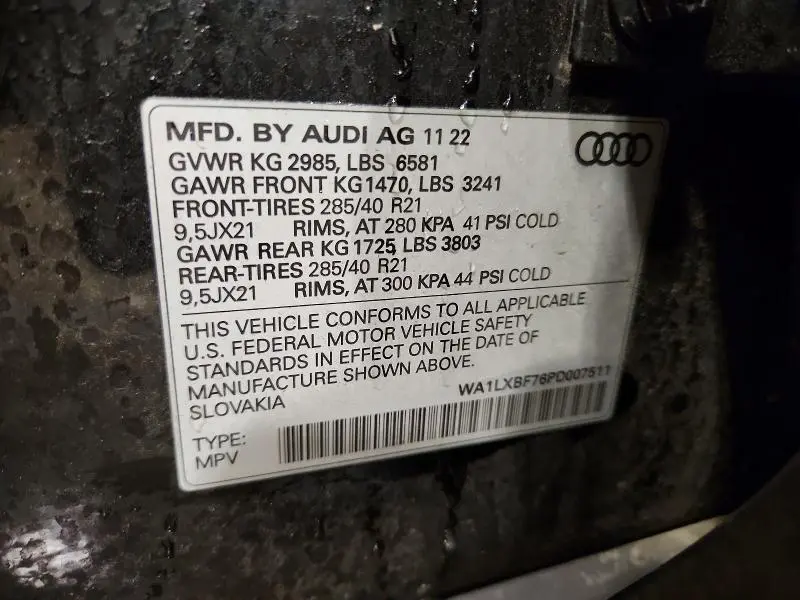 MFD. BY AUDI AG 11 22
GVWR KG 2985, LBS 6581
GAWR FRONT KG1470, LBS 3241
FRONT-TIRES 285/40 R21
9,5JX21 RIMS, AT 280 KPA 41 PSI COLD
GAWR REAR KG 1725, LBS 3803
REAR-TIRES 285/40 R21
9,5JX21 RIMS, AT 300 KPA 44 PSI COLD
THIS VEHICLE CONFORMS TO ALL APPLICABLE
U.S. FEDERAL MOTOR VEHICLE SAFETY
STANDARDS IN EFFECT ON THE DATE OF
MANUFACTURE SHOWN ABOVE.
SLOVAKIA WA1LXBF76PD007511
TYPE:
MPV